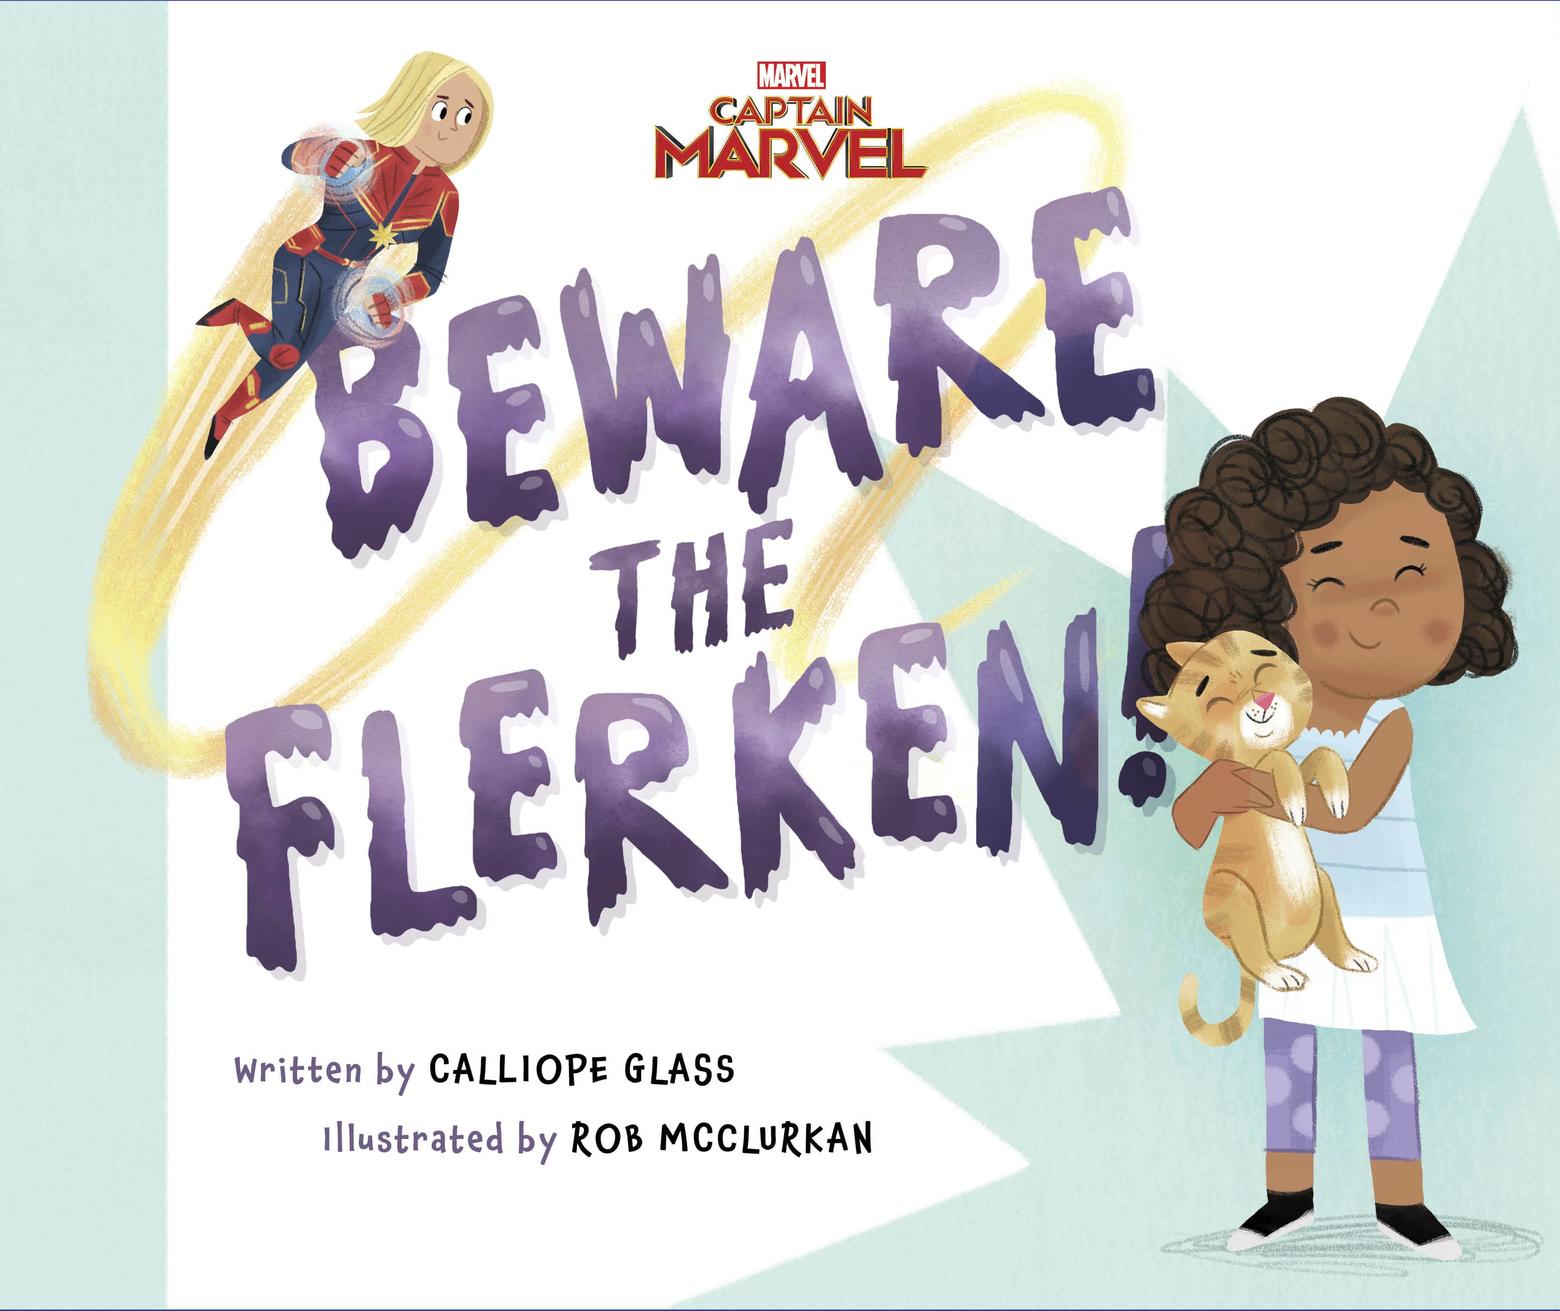 MARVEL
CAPTAIN
MARVEL
BEWARE
THE
FLERKEN!
Written by CALLIOPE GLASS
Illustrated by ROB MCCLURKAN